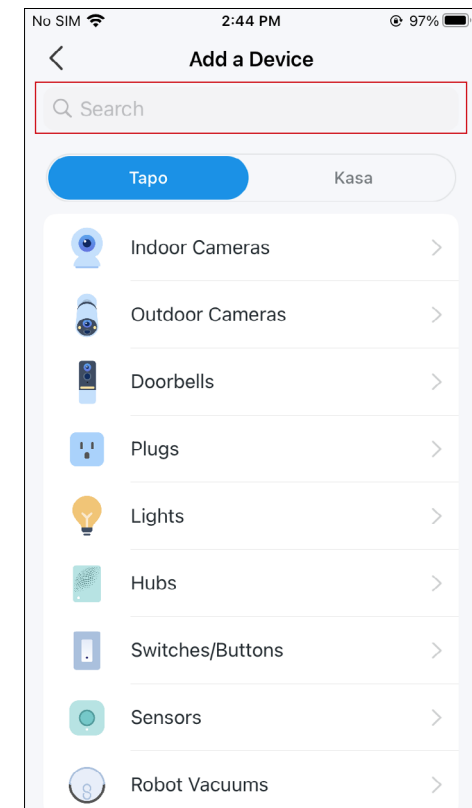 No SIM 2:44 PM 97%
Add a Device
Search
Tapo Kasa
Indoor Cameras
Outdoor Cameras
Doorbells
Plugs
Lights
Hubs
Switches/Buttons
Sensors
Robot Vacuums